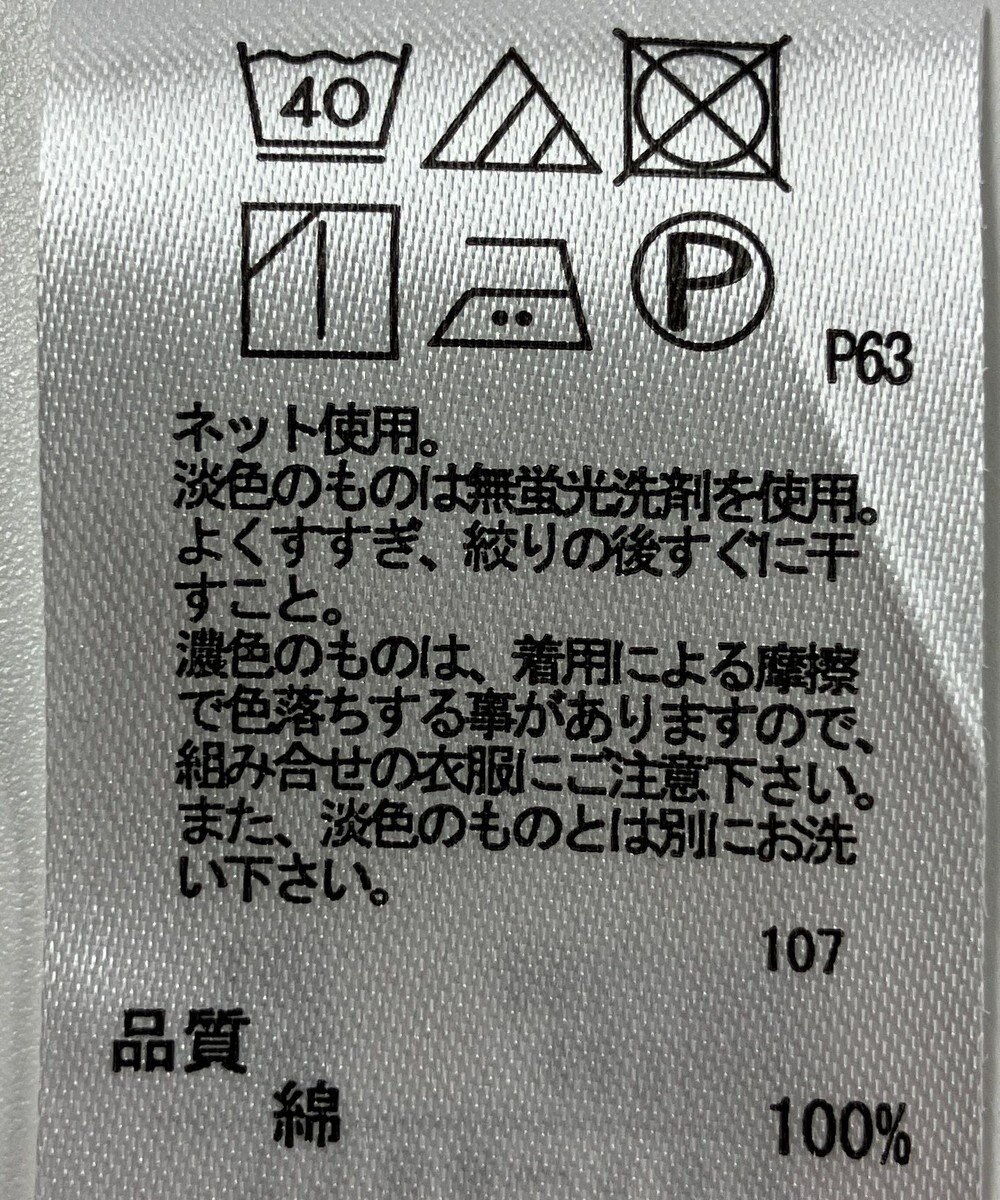 40
P
P63
ネット使用。
淡色のものは無蛍光洗剤を使用。
よくすすぎ、絞りの後すぐに干
すこと。
濃色のものは、着用による摩擦
で色落ちする事がありますので、
組み合せの衣服にご注意下さい。
また、淡色のものとは別にお洗
い下さい。
107
品質
綿 100%